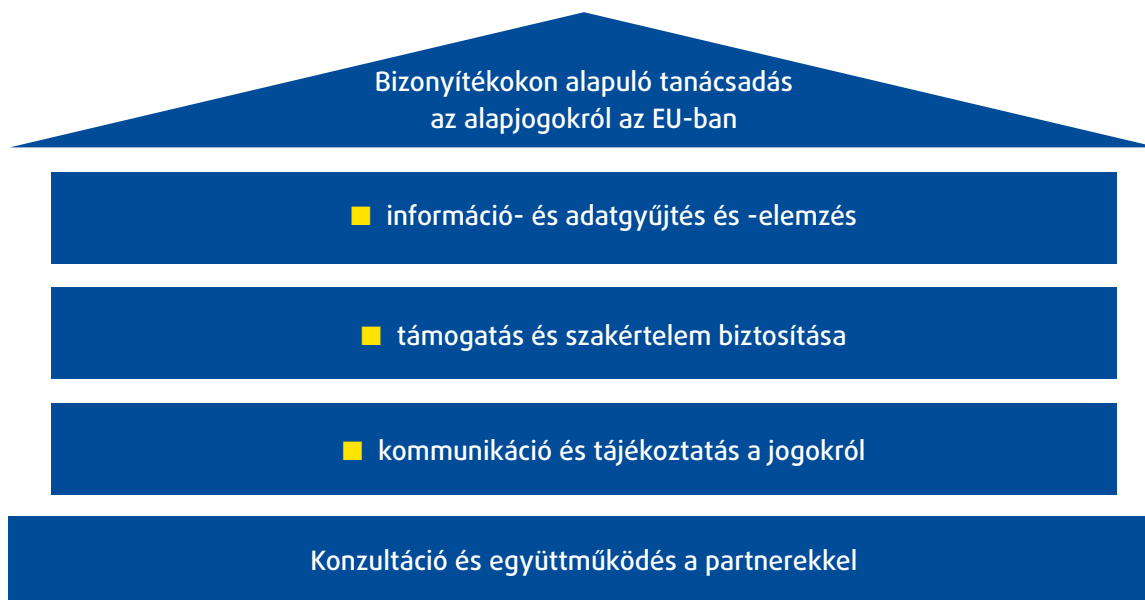 Bizonyítékokon alapuló tanácsadás
az alapjogokról az EU-ban
információ- és adatgyűjtés és -elemzés
támogatás és szakértelem biztosítása
kommunikáció és tájékoztatás a jogokról
Konzultáció és együttműködés a partnerekkel